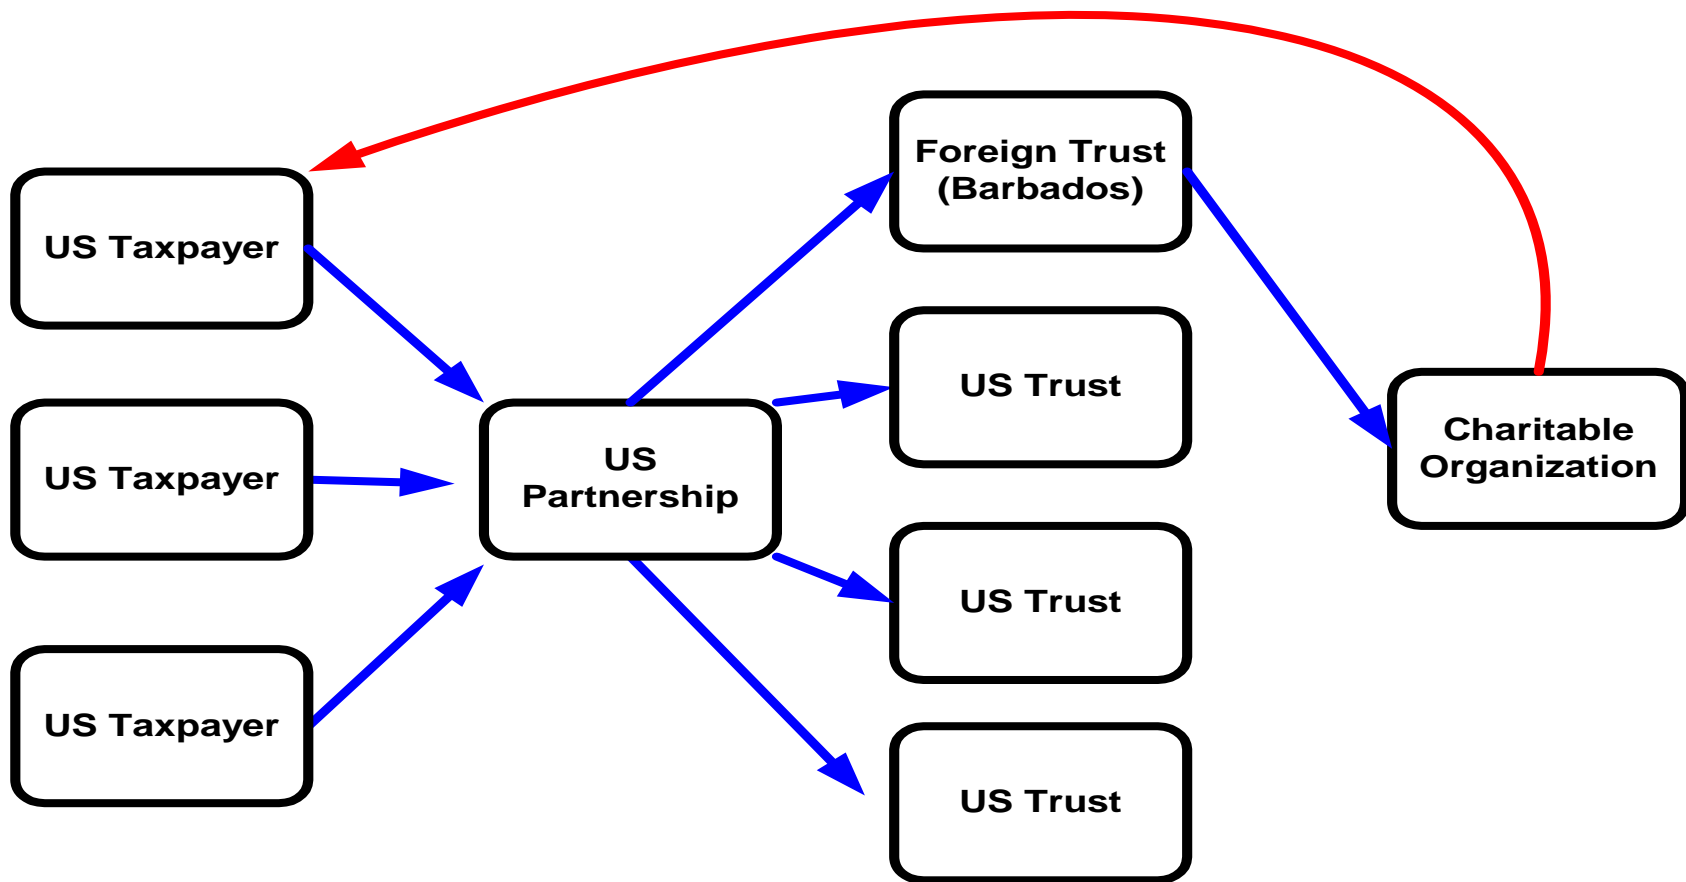 Foreign Trust
(Barbados)
US Taxpayer
US Trust
Charitable
Organization
US Taxpayer
US
Partnership
US Trust
US Taxpayer
US Trust